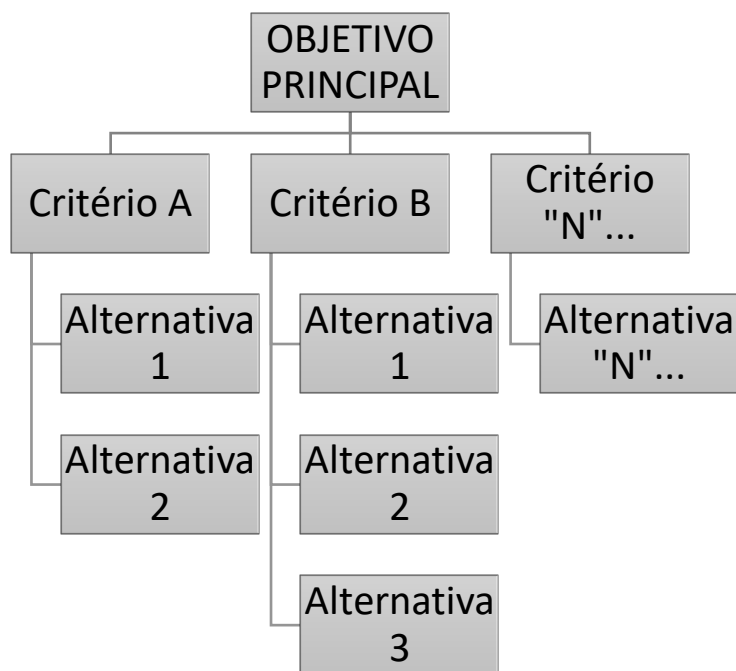 OBJETIVO
PRINCIPAL
Critério A
Alternativa
1
Alternativa
2
Critério B
Alternativa
1
Alternativa
2
Alternativa
3
Critério
"N"...
Alternativa
"N"...